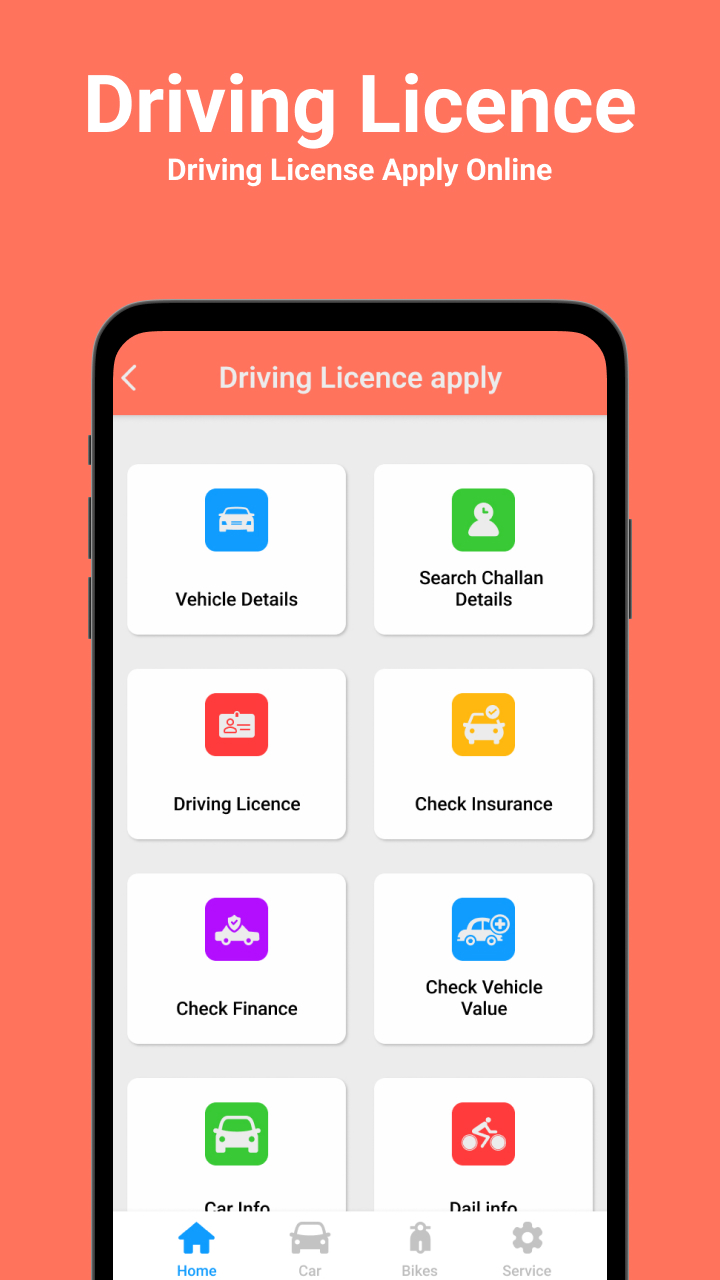 Driving Licence
Driving License Apply Online
Driving Licence apply
Vehicle Details
Search Challan
Details
Driving Licence
Check Insurance
Check Finance
Check Vehicle
Value
Car Info
Dail info
Home
Car
Bikes
Service